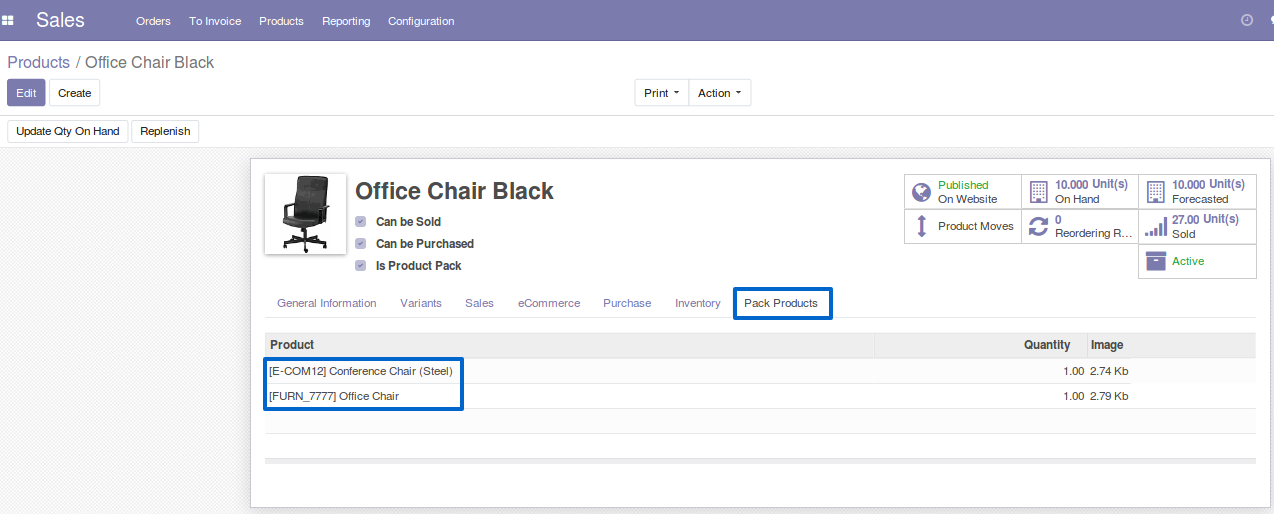 Sales Orders To Invoice Products Reporting Configuration
Products / Office Chair Black
Edit Create Print Action
Update Qty On Hand Replenish
Office Chair Black
Can be Sold
Can be Purchased
Is Product Pack
Published
On Website
10.000 Unit(s)
On Hand
10.000 Unit(s)
Forecasted
Product Moves
0
Reordering R...
27.00 Unit(s)
Sold
Active
General Information Variants Sales eCommerce Purchase Inventory Pack Products
Product Quantity Image
[E-COM12] Conference Chair (Steel) 1.00 2.74 Kb
[FURN_7777] Office Chair 1.00 2.79 Kb